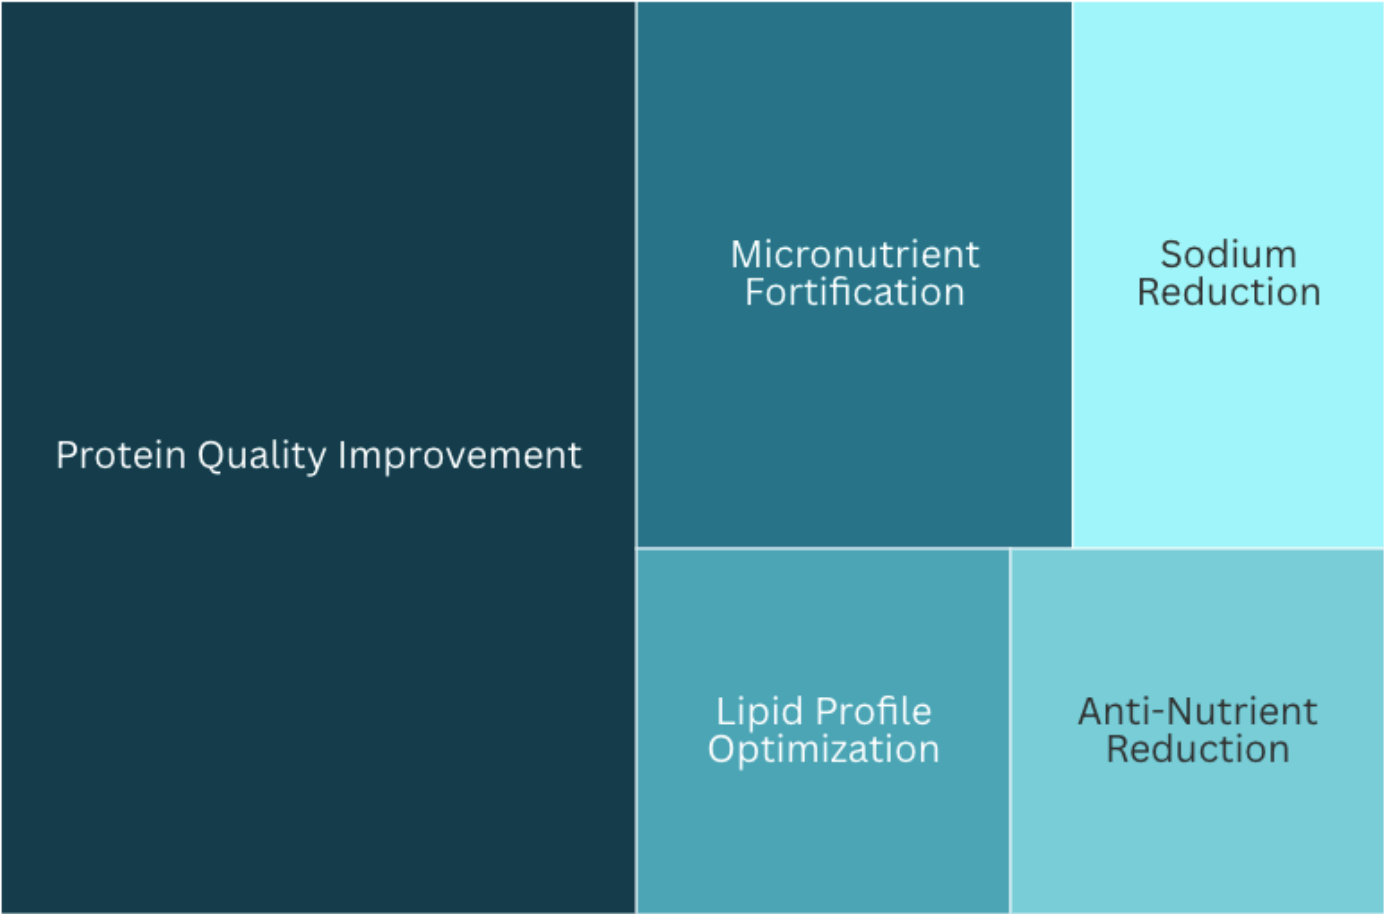 Protein Quality Improvement
Micronutrient
Fortification
Sodium
Reduction
Lipid Profile
Optimization
Anti-Nutrient
Reduction